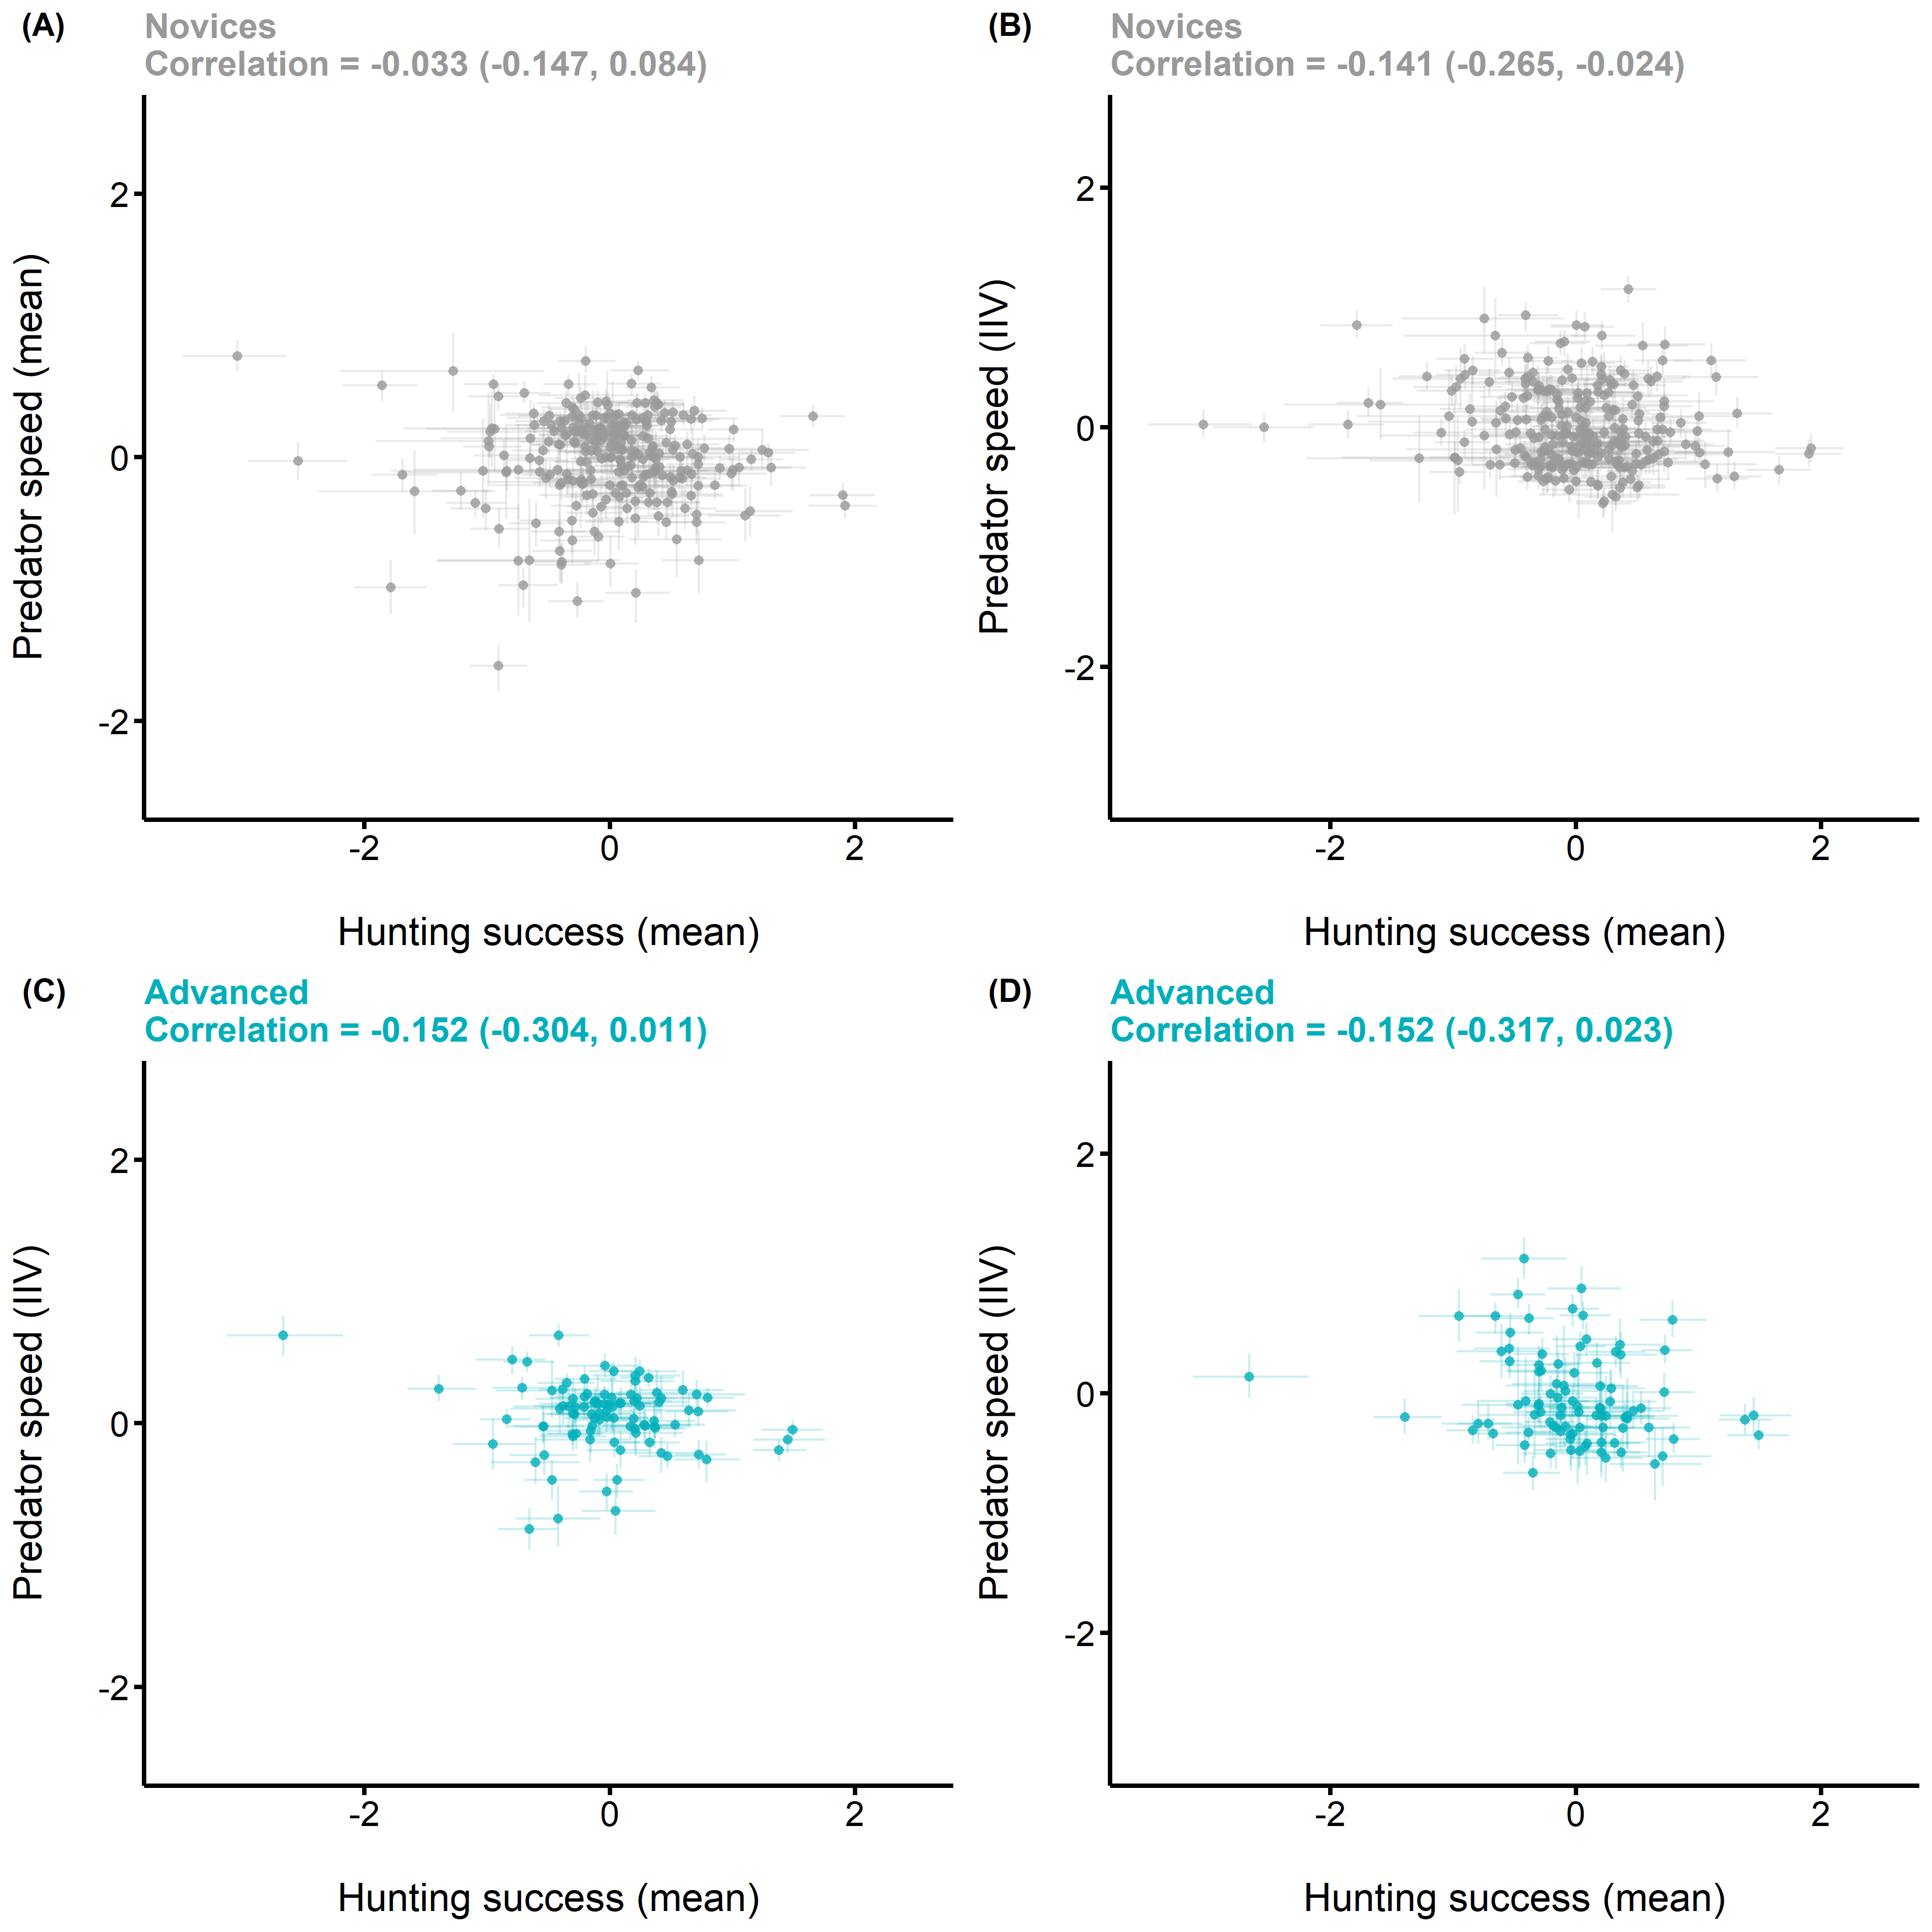 (A)
Novices
Correlation = -0.033 (-0.147, 0.084)
Predator speed (mean)
2
0
-2
-2
0
2
Hunting success (mean)
(B)
Novices
Correlation = -0.141 (-0.265, -0.024)
Predator speed (IIV)
2
0
-2
-2
0
2
Hunting success (mean)
(C)
Advanced
Correlation = -0.152 (-0.304, 0.011)
Predator speed (IIV)
2
0
-2
-2
0
2
Hunting success (mean)
(D)
Advanced
Correlation = -0.152 (-0.317, 0.023)
Predator speed (IIV)
2
0
-2
-2
0
2
Hunting success (mean)